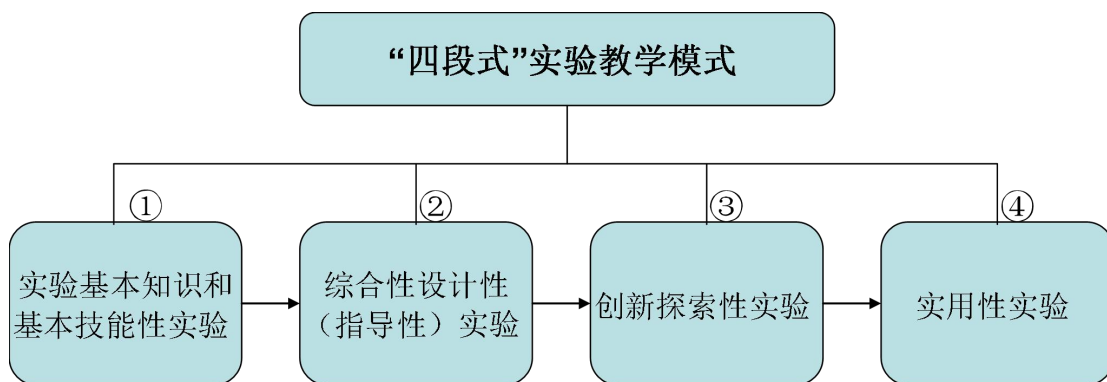 “四段式”实验教学模式
①
②
③
④
实验基本知识和
基本技能性实验
综合性设计性
（指导性）实验
创新探索性实验
实用性实验